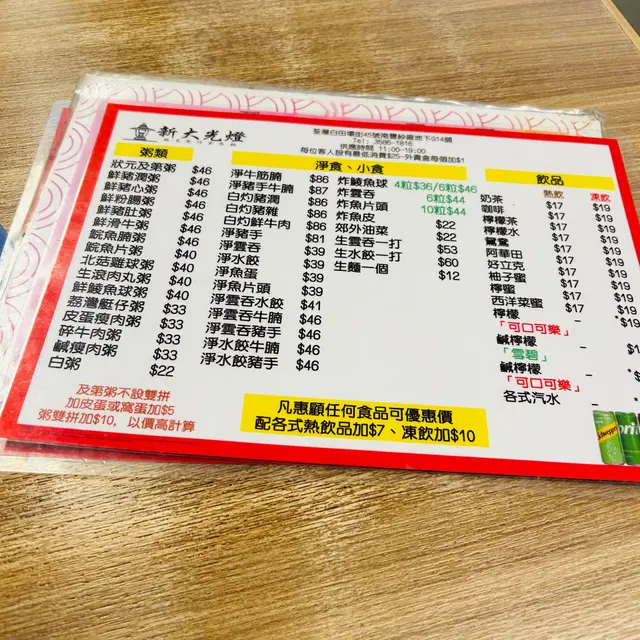 新大光燈
荃灣白田壩街45號南豐紗廠地下G14舖
Tel: 3586-1816
供應時間 11:00-19:00
每位客人設有最低消費$25-外賣盒每個加$1
粥類
狀元及第粥 $46
鮮豬潤粥 $46
鮮豬心粥 $46
鮮粉腸粥 $46
鮮豬肚粥 $46
鮮滑牛粥 $46
鯇魚腩粥 $46
鯇魚片粥 $46
北菇雞球粥 $40
生滾肉丸粥 $40
鮮鯪魚球粥 $40
荔灣艇仔粥 $40
皮蛋瘦肉粥 $33
碎牛肉粥 $33
鹹瘦肉粥 $33
白粥 $22
及第粥不設雙拼
加皮蛋或窩蛋加$5
粥雙拼加$10，以價高計算
淨食、小食
淨牛筋腩 $86
淨豬手牛腩 $87
白灼豬潤 $86
白灼豬雜 $86
白灼鮮牛肉 $86
淨豬手 $81
淨雲吞 $39
淨水餃 $39
淨魚蛋 $39
淨魚片頭 $39
淨雲吞水餃 $41
淨雲吞牛腩 $46
淨雲吞豬手 $46
淨水餃牛腩 $46
淨水餃豬手 $46
炸鯪魚球 4粒$36/6粒$46
炸雲吞 6粒$44
炸魚片頭 10粒$44
炸魚皮 $22
郊外油菜 $22
生雲吞一打 $53
生水餃一打 $60
生麵一個 $12
飲品
熱飲 凍飲
奶茶 $17 $19
咖啡 $17 $19
檸檬茶 $17 $19
檸檬水 $17 $19
鴛鴦 $17 $19
阿華田 $17 $19
好立克 $17 $19
柚子蜜 $17 $19
檸蜜 $17 $19
西洋菜蜜 $17 $19
檸檬
「可口可樂」
鹹檸檬
「雪碧」
鹹檸檬
「可口可樂」
各式汽水
凡惠顧任何食品可優惠價
配各式熱飲品加$7、凍飲加$10
Schweppes